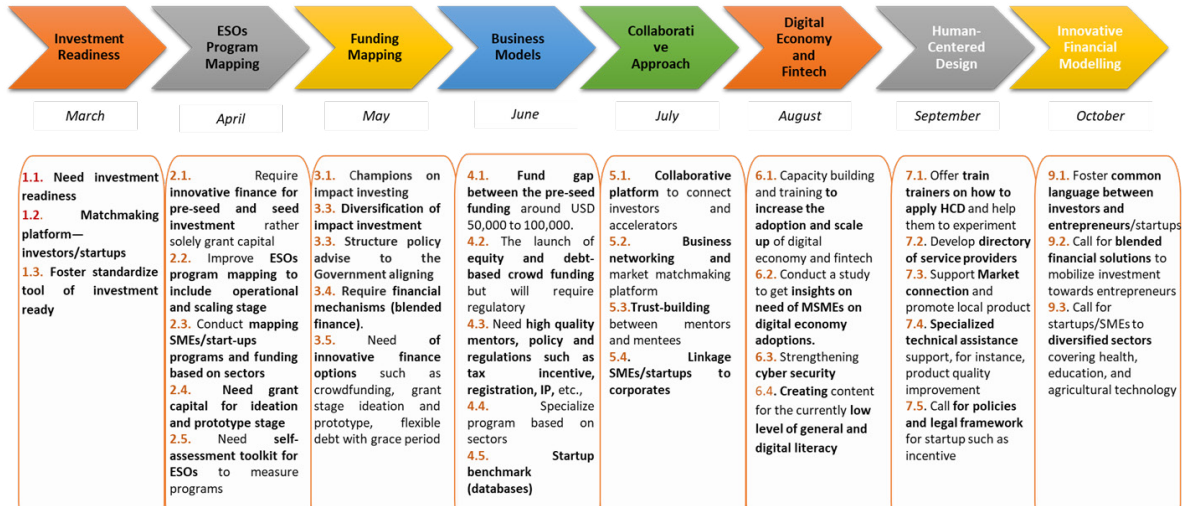 Investment
Readiness
ESOs
Program
Mapping
Funding
Mapping
Business
Models
Collaborati
ve
Approach
Digital
Economy
and
Fintech
Human-
Centered
Design
Innovative
Financial
Modelling
March
April
May
June
July
August
September
October
1.1. Need investment
readiness
1.2. Matchmaking
platform—
investors/startups
1.3. Foster standardize
tool of investment
ready
2.1. Require
innovative finance for
pre-seed and seed
investment rather
solely grant capital
2.2. Improve ESOs
program mapping to
include operational
and scaling stage
2.3. Conduct mapping
SMEs/start-ups
programs and funding
based on sectors
2.4. Need grant
capital for ideation
and prototype stage
2.5. Need self-
assessment toolkit for
ESOs to measure
programs
3.1. Champions on
impact investing
3.3. Diversification of
impact investment
3.3. Structure policy
advise to the
Government aligning
3.4. Require financial
mechanisms (blended
finance).
3.5. Need of
innovative finance
options such as
crowdfunding, grant
stage ideation and
prototype, flexible
debt with grace period
4.1. Fund gap
between the pre-seed
funding around USD
50,000 to 100,000.
4.2. The launch of
equity and debt-
based crowd funding
but will require
regulatory
4.3. Need high quality
mentors, policy and
regulations such as
tax incentive,
registration, IP, etc.,
4.4. Specialize
program based on
sectors
4.5. Startup
benchmark
(databases)
5.1. Collaborative
platform to connect
investors and
accelerators
5.2. Business
networking and
market matchmaking
platform
5.3.Trust-building
between mentors
and mentees
5.4. Linkage
SMEs/startups to
corporates
6.1. Capacity building
and training to
increase the
adoption and scale
up of digital
economy and fintech
6.2. Conduct a study
to get insights on
need of MSMEs on
digital economy
adoptions.
6.3. Strengthening
cyber security
6.4. Creating content
for the currently low
level of general and
digital literacy
7.1. Offer train
trainers on how to
apply HCD and help
them to experiment
7.2. Develop directory
of service providers
7.3. Support Market
connection and
promote local product
7.4. Specialized
technical assistance
support, for instance,
product quality
improvement
7.5. Call for policies
and legal framework
for startup such as
incentive
9.1. Foster common
language between
investors and
entrepreneurs/startups
9.2. Call for blended
financial solutions to
mobilize investment
towards entrepreneurs
9.3. Call for
startups/SMEs to
diversified sectors
covering health,
education, and
agricultural technology